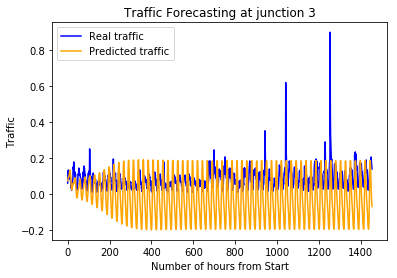 Traffic Forecasting at junction 3
Real traffic
Predicted traffic
Traffic
0.8
0.6
0.4
0.2
0.0
−0.2
0 200 400 600 800 1000 1200 1400
Number of hours from Start